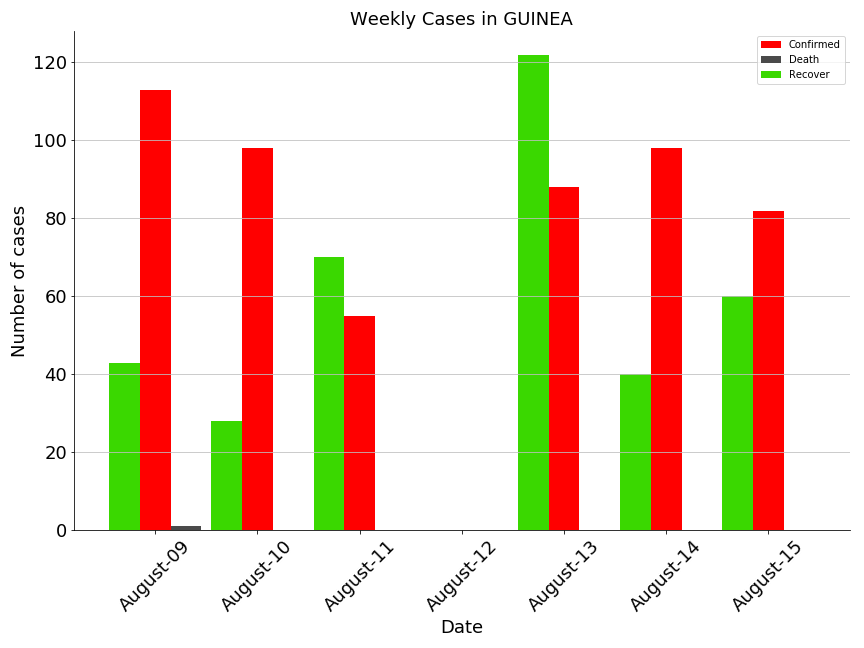 Weekly Cases in GUINEA
Confirmed
Death
Recover
Number of cases
120
100
80
60
40
20
0
August-09
August-10
August-11
August-12
August-13
August-14
August-15
Date